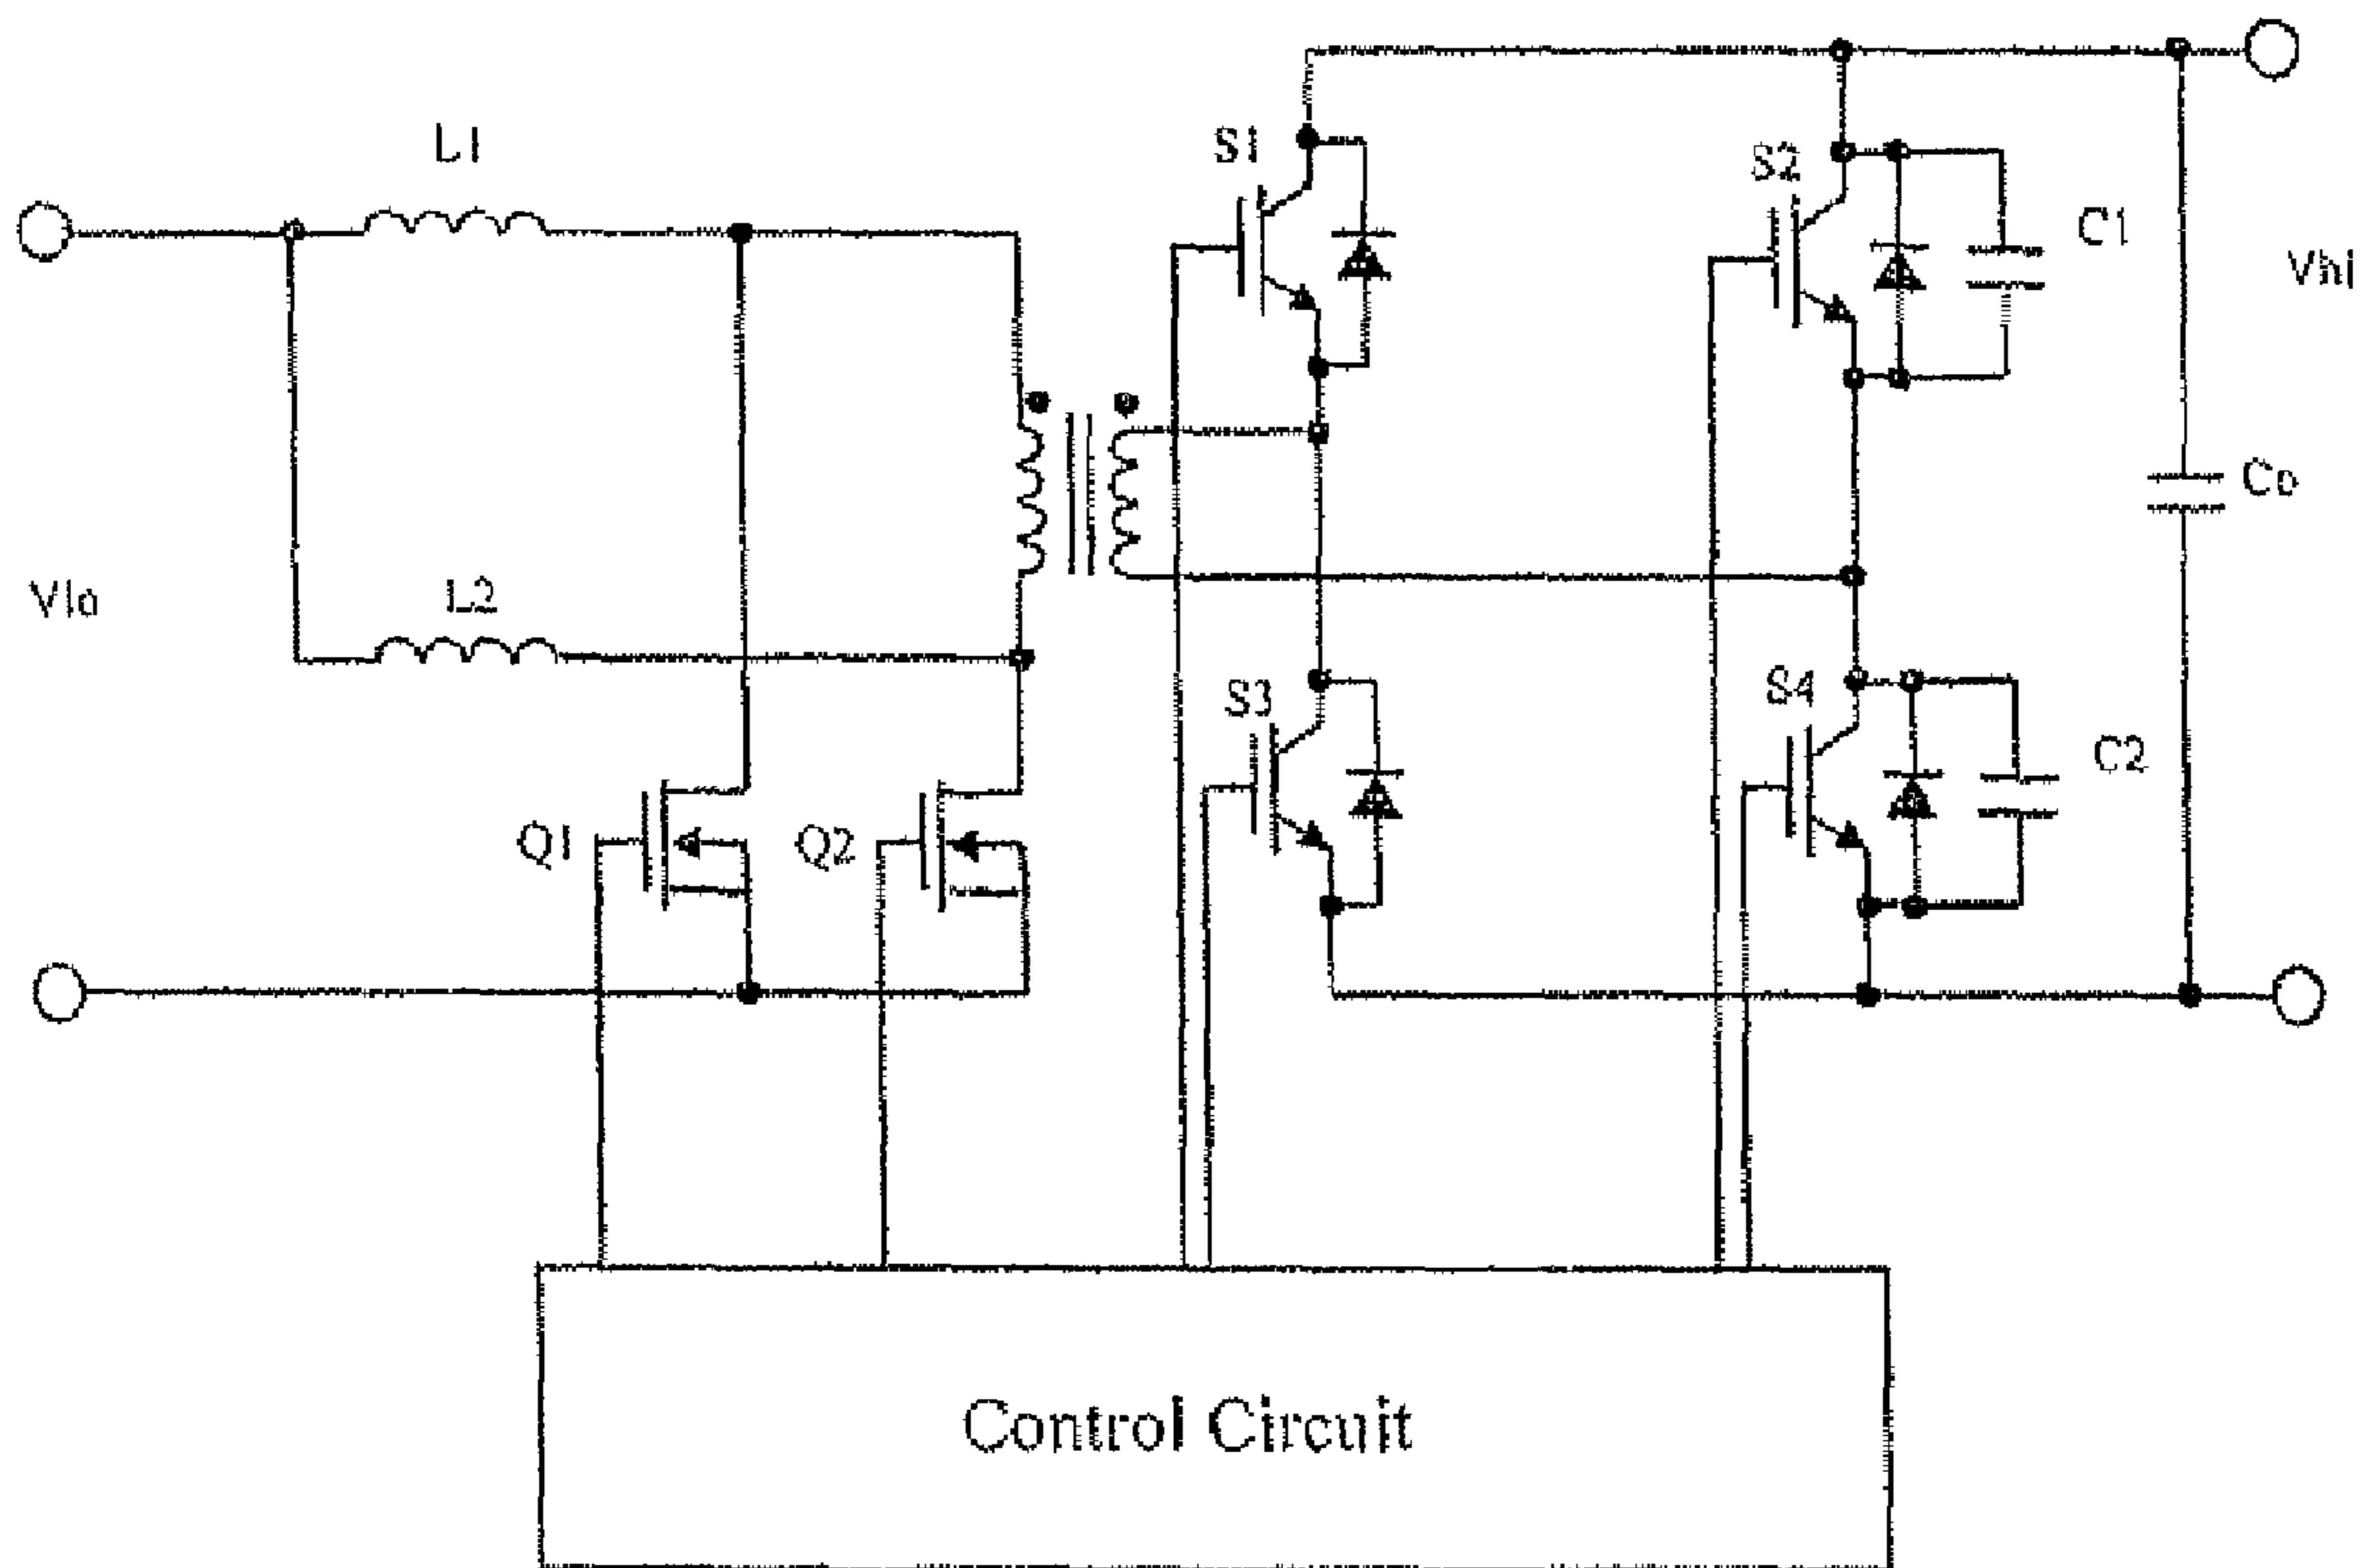 L1
S1
S2
C1
Vhi
Vlo
L2
Co
S3
S4
C2
Q1
Q2
Control Circuit